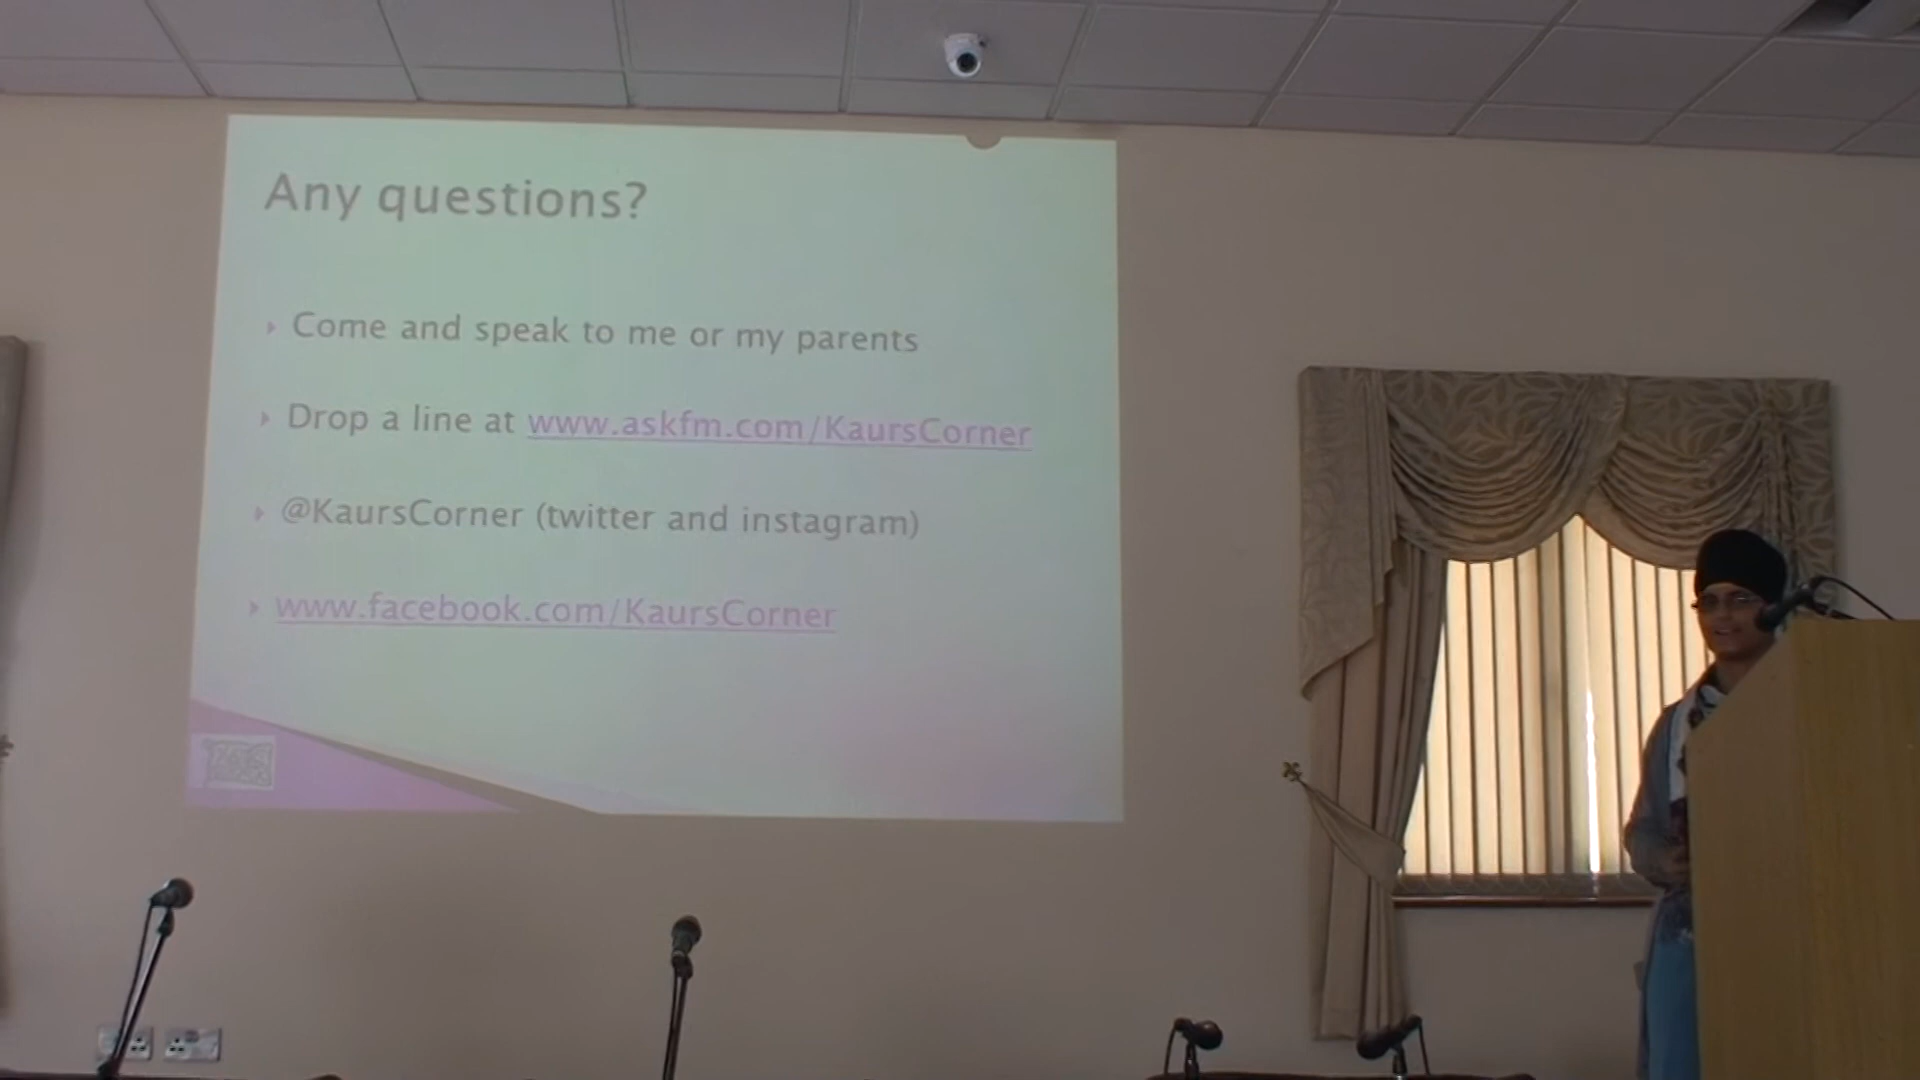 Any questions?
Come and speak to me or my parents
Drop a line at www.askfm.com/KaursCorner
@KaursCorner (twitter and instagram)
www.facebook.com/KaursCorner